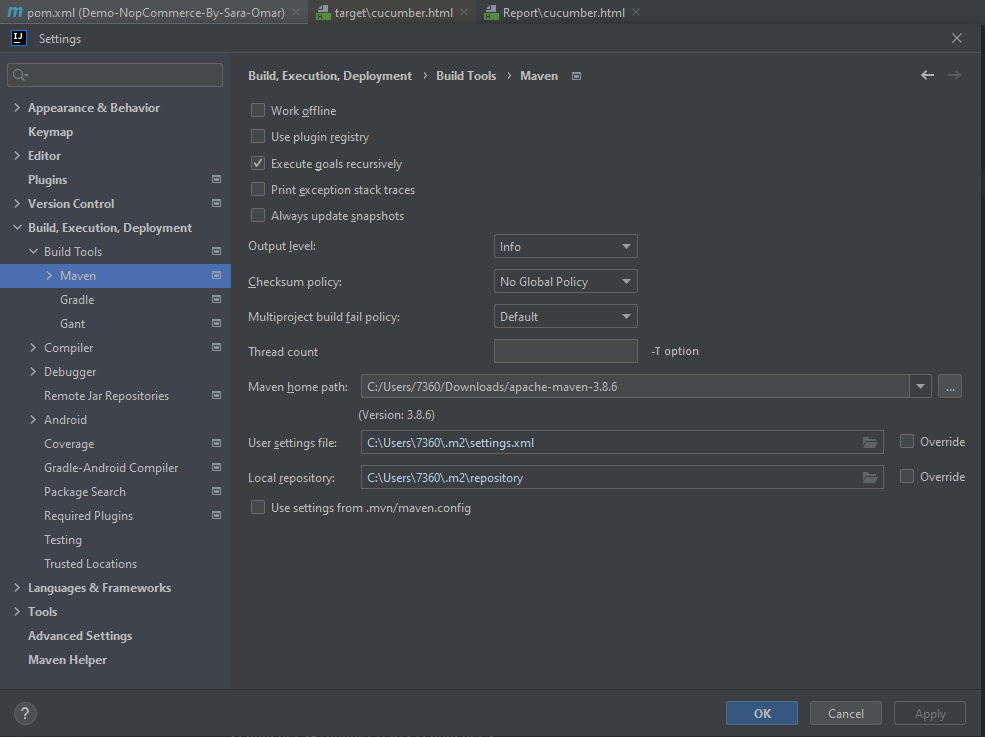 m pom.xml (Demo-NopCommerce-By-Sara-Omar) × target\cucumber.html × Report\cucumber.html ×
IJ Settings
Build, Execution, Deployment › Build Tools › Maven
Appearance & Behavior
Keymap
Editor
Plugins
Version Control
Build, Execution, Deployment
Build Tools
Maven
Gradle
Gant
Compiler
Debugger
Remote Jar Repositories
Android
Coverage
Gradle-Android Compiler
Package Search
Required Plugins
Testing
Trusted Locations
Languages & Frameworks
Tools
Advanced Settings
Maven Helper
Work offline
Use plugin registry
Execute goals recursively
Print exception stack traces
Always update snapshots
Output level: Info
Checksum policy: No Global Policy
Multiproject build fail policy: Default
Thread count -T option
Maven home path: C:/Users/7360/Downloads/apache-maven-3.8.6 ...
(Version: 3.8.6)
User settings file: C:\Users\7360\.m2\settings.xml Override
Local repository: C:\Users\7360\.m2\repository Override
Use settings from .mvn/maven.config
? OK Cancel Apply